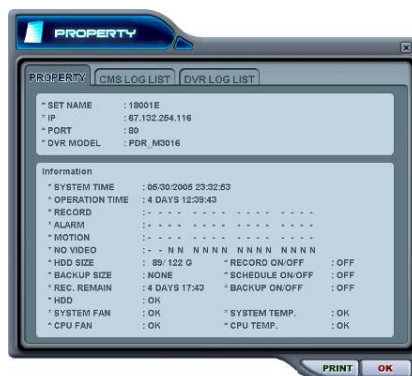 PROPERTY
PROPERTY CMS LOG LIST DVR LOG LIST
* SET NAME : 18001E
* IP : 67.132.254.116
* PORT : 80
* DVR MODEL : PDR_M3016
Information
* SYSTEM TIME : 05/30/2005 23:32:53
* OPERATION TIME : 4 DAYS 12:39:43
* RECORD : - - - - - - - - - - - - - - - -
* ALARM : - - - - - - - - - - - - - - - -
* MOTION : - - - - - - - - - - - - - - - -
* NO VIDEO : - - N N N N N N N N N N N N N N
* HDD SIZE : 89/ 122 G * RECORD ON/OFF : OFF
* BACKUP SIZE : NONE * SCHEDULE ON/OFF : OFF
* REC. REMAIN : 4 DAYS 17:43 * BACKUP ON/OFF : OFF
* HDD : OK
* SYSTEM FAN : OK * SYSTEM TEMP. : OK
* CPU FAN : OK * CPU TEMP. : OK
PRINT OK